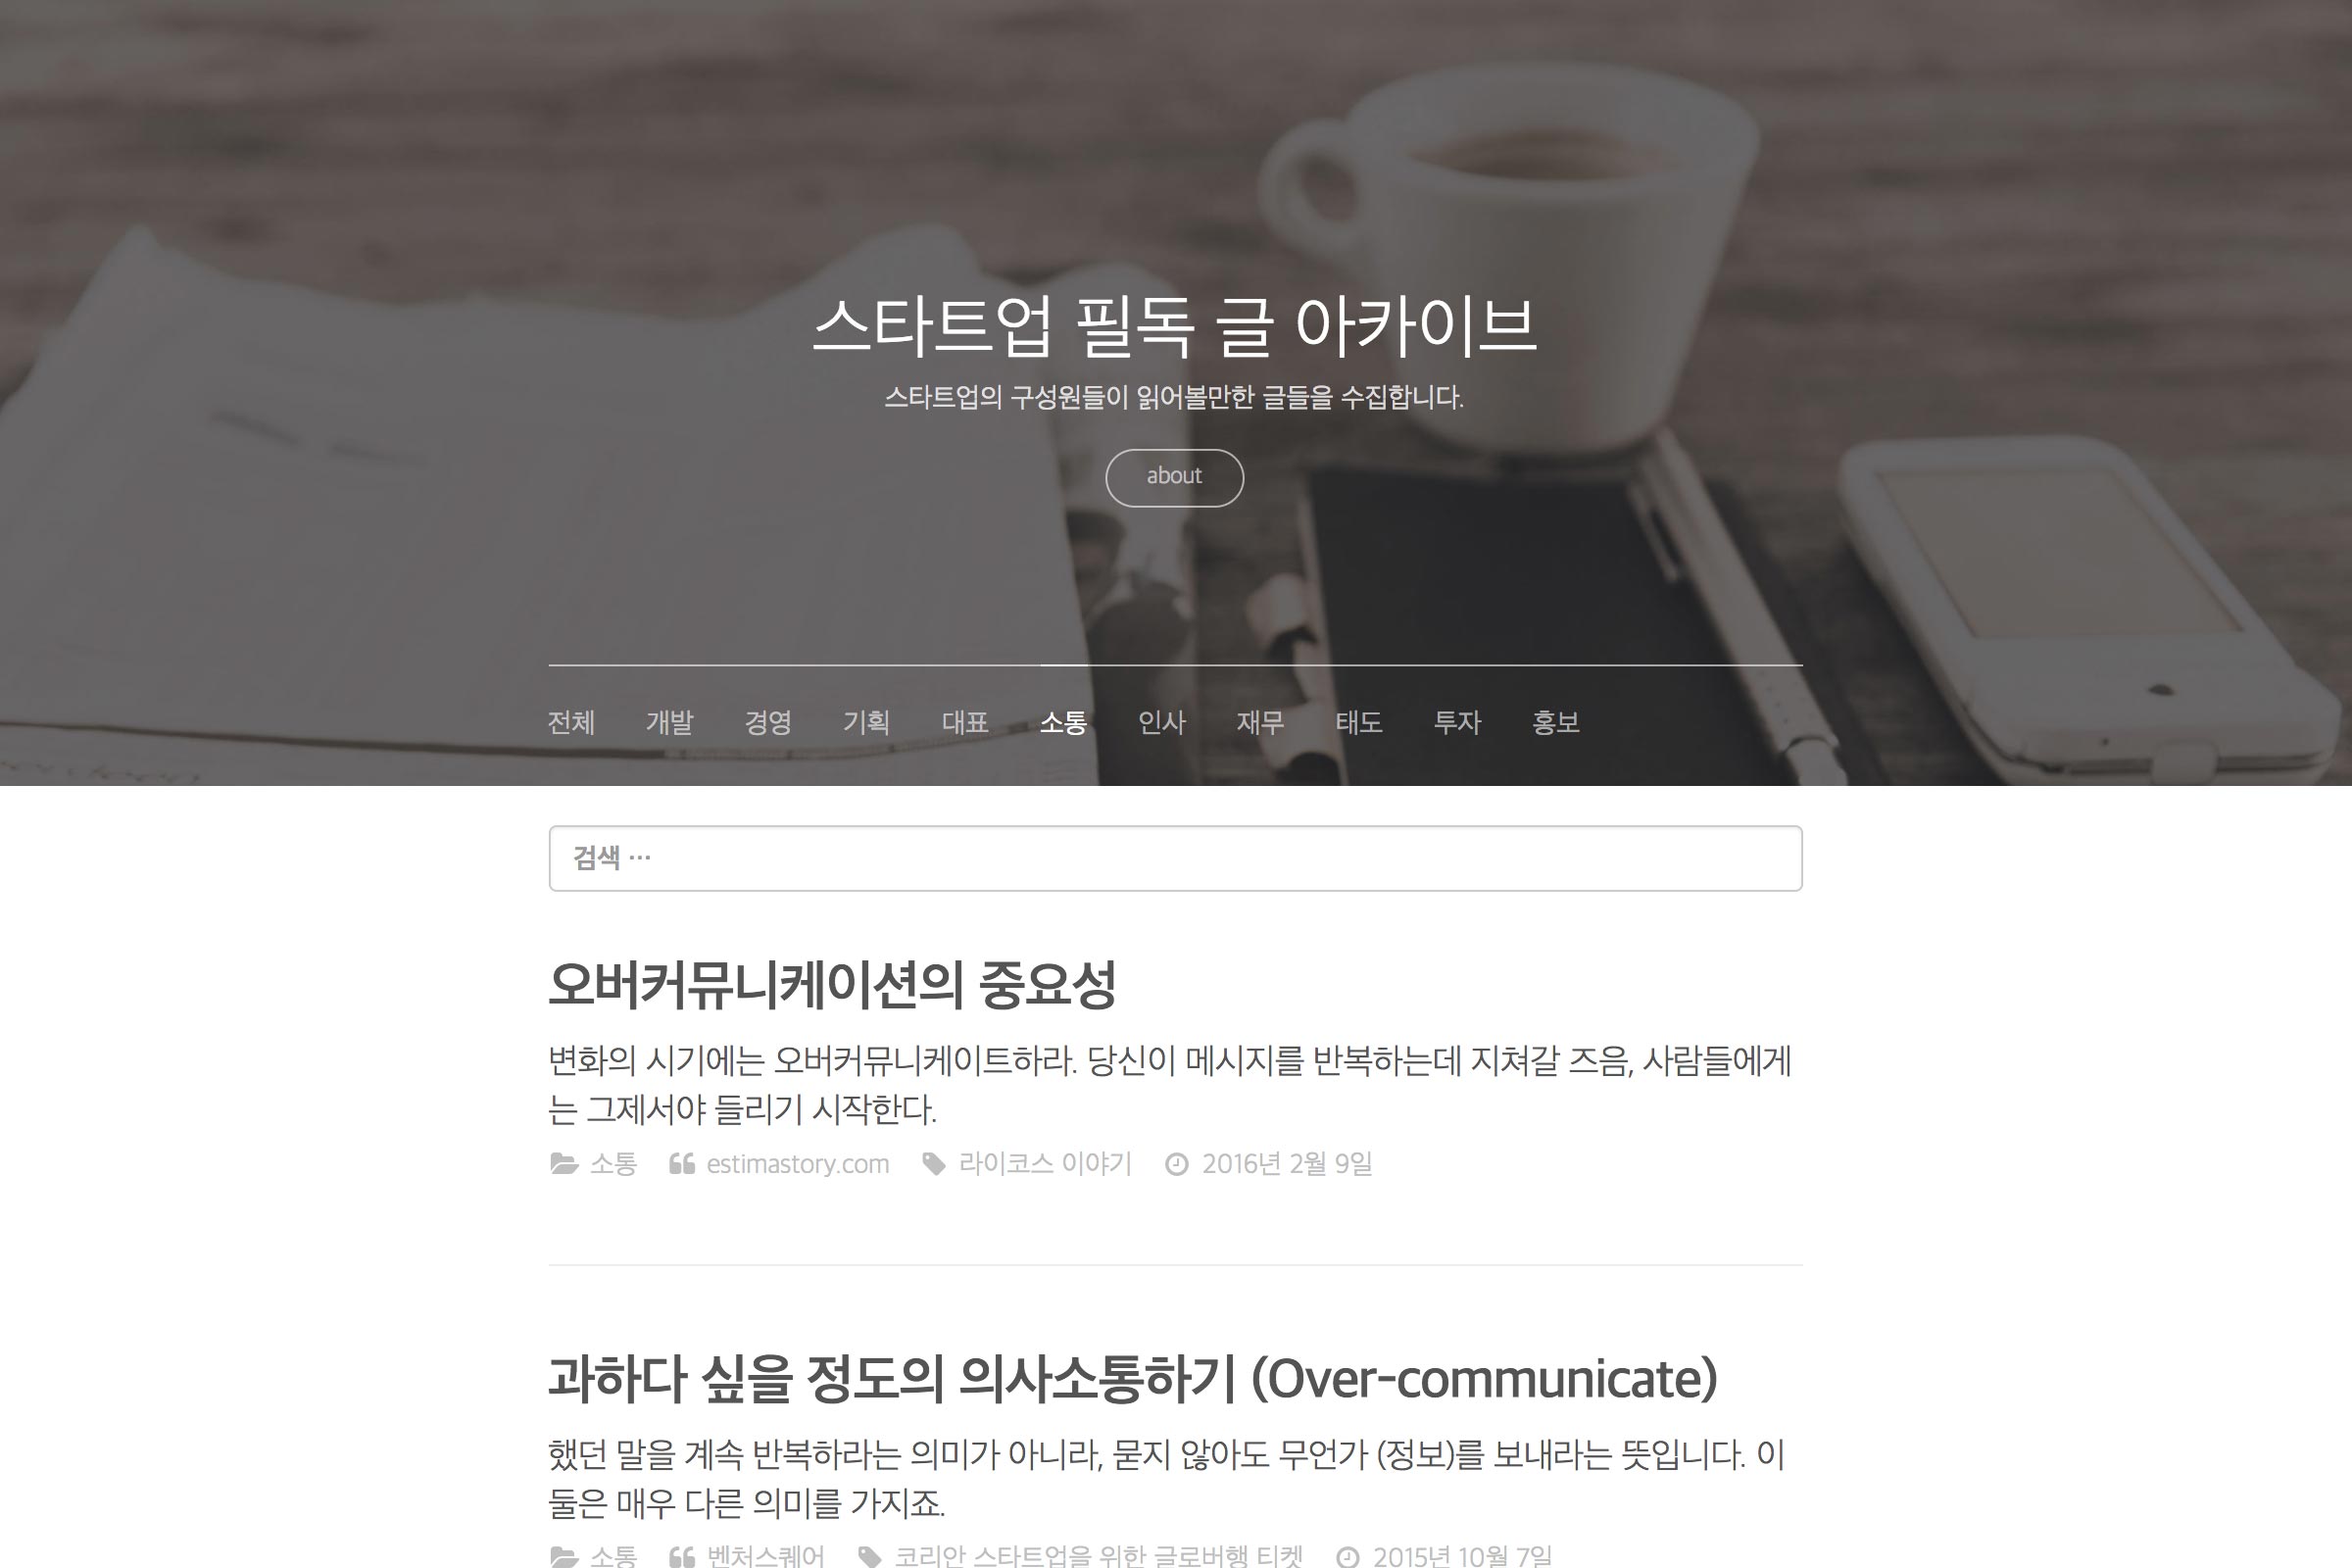 스타트업 필독 글 아카이브
스타트업의 구성원들이 읽어볼만한 글들을 수집합니다.
about
전체 개발 경영 기획 대표 소통 인사 재무 태도 투자 홍보
검색 ...
오버커뮤니케이션의 중요성
변화의 시기에는 오버커뮤니케이트하라. 당신이 메시지를 반복하는데 지쳐갈 즈음, 사람들에게
는 그제서야 들리기 시작한다.
소통 estimastory.com 라이코스 이야기 2016년 2월 9일
과하다 싶을 정도의 의사소통하기 (Over-communicate)
했던 말을 계속 반복하라는 의미가 아니라, 묻지 않아도 무언가 (정보)를 보내라는 뜻입니다. 이
둘은 매우 다른 의미를 가지죠.
소통 벤처스퀘어 코리안 스타트업을 위한 글로버행 티켓 2015년 10월 7일